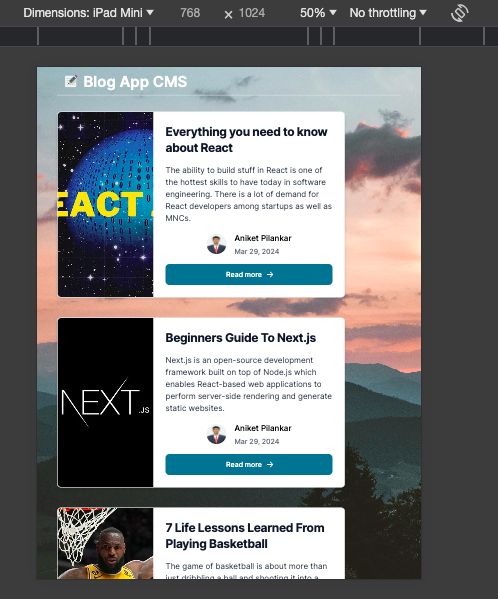 Dimensions: iPad Mini ▼ 768 × 1024 50% ▼ No throttling ▼
📝 Blog App CMS
EACT
Everything you need to know
about React
The ability to build stuff in React is one of
the hottest skills to have today in software
engineering. There is a lot of demand for
React developers among startups as well as
MNCs.
Aniket Pilankar
Mar 29, 2024
Read more →
NEXT.JS
Beginners Guide To Next.js
Next.js is an open-source development
framework built on top of Node.js which
enables React-based web applications to
perform server-side rendering and generate
static websites.
Aniket Pilankar
Mar 29, 2024
Read more →
7 Life Lessons Learned From
Playing Basketball
The game of basketball is about more than
just dribbling a ball and shooting it into a